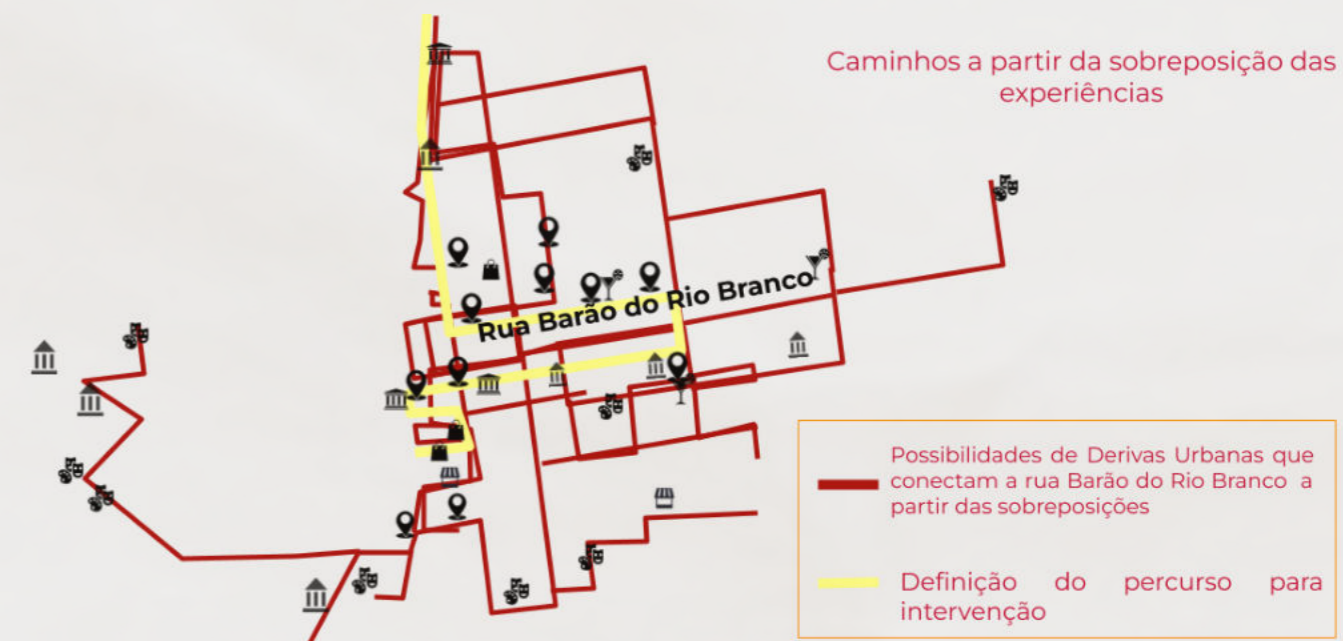 Caminhos a partir da sobreposição das
experiências
Rua Barão do Rio Branco
Possibilidades de Derivas Urbanas que
conectam a rua Barão do Rio Branco a
partir das sobreposições
Definição do percurso para
intervenção